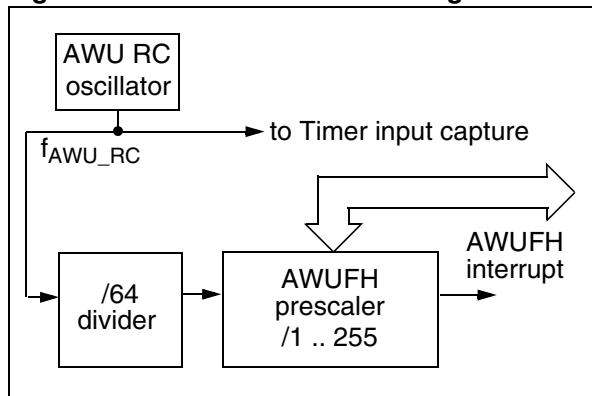 AWU RC
oscillator
to Timer input capture
fAWU_RC
AWUFH
interrupt
/64
divider
AWUFH
prescaler
/1 .. 255